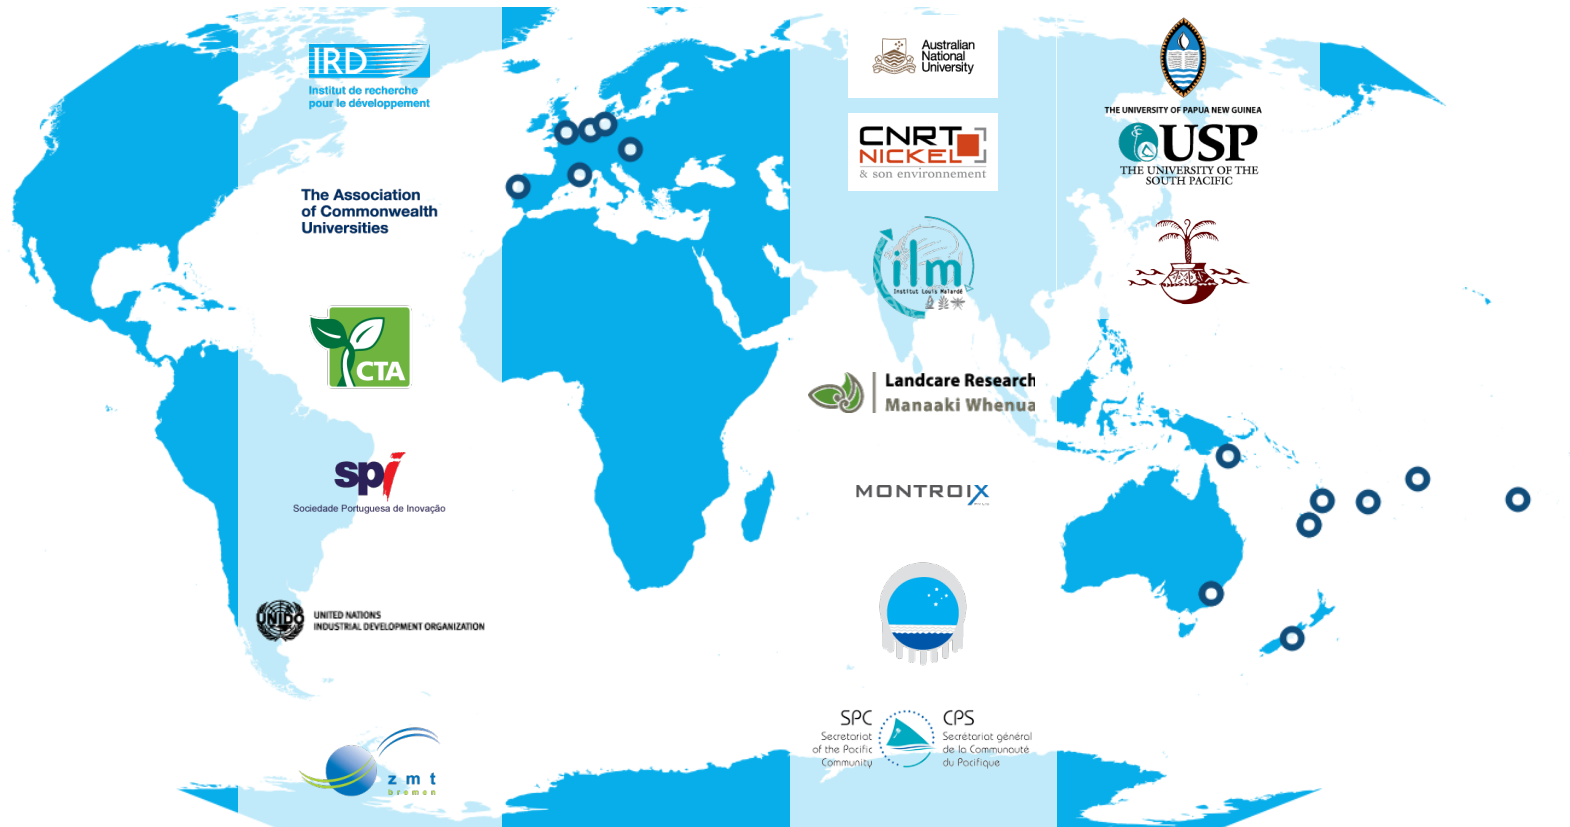 IRD
Institut de recherche
pour le développement
The Association
of Commonwealth
Universities
CTA
spi
Sociedade Portuguesa de Inovação
UNIDO
UNITED NATIONS
INDUSTRIAL DEVELOPMENT ORGANIZATION
zmt
bremen
Australian
National
University
CNRT
NICKEL
& son environnement
ilm
Institut Louis Malardé
Landcare Research
Manaaki Whenua
MONTROIX
SPC
Secretariat
of the Pacific
Community
CPS
Secrétariat général
de la Communauté
du Pacifique
THE UNIVERSITY OF PAPUA NEW GUINEA
USP
THE UNIVERSITY OF THE
SOUTH PACIFIC